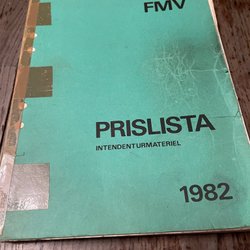 FMV
PRISLISTA
INTENDENTURMATERIEL
1982